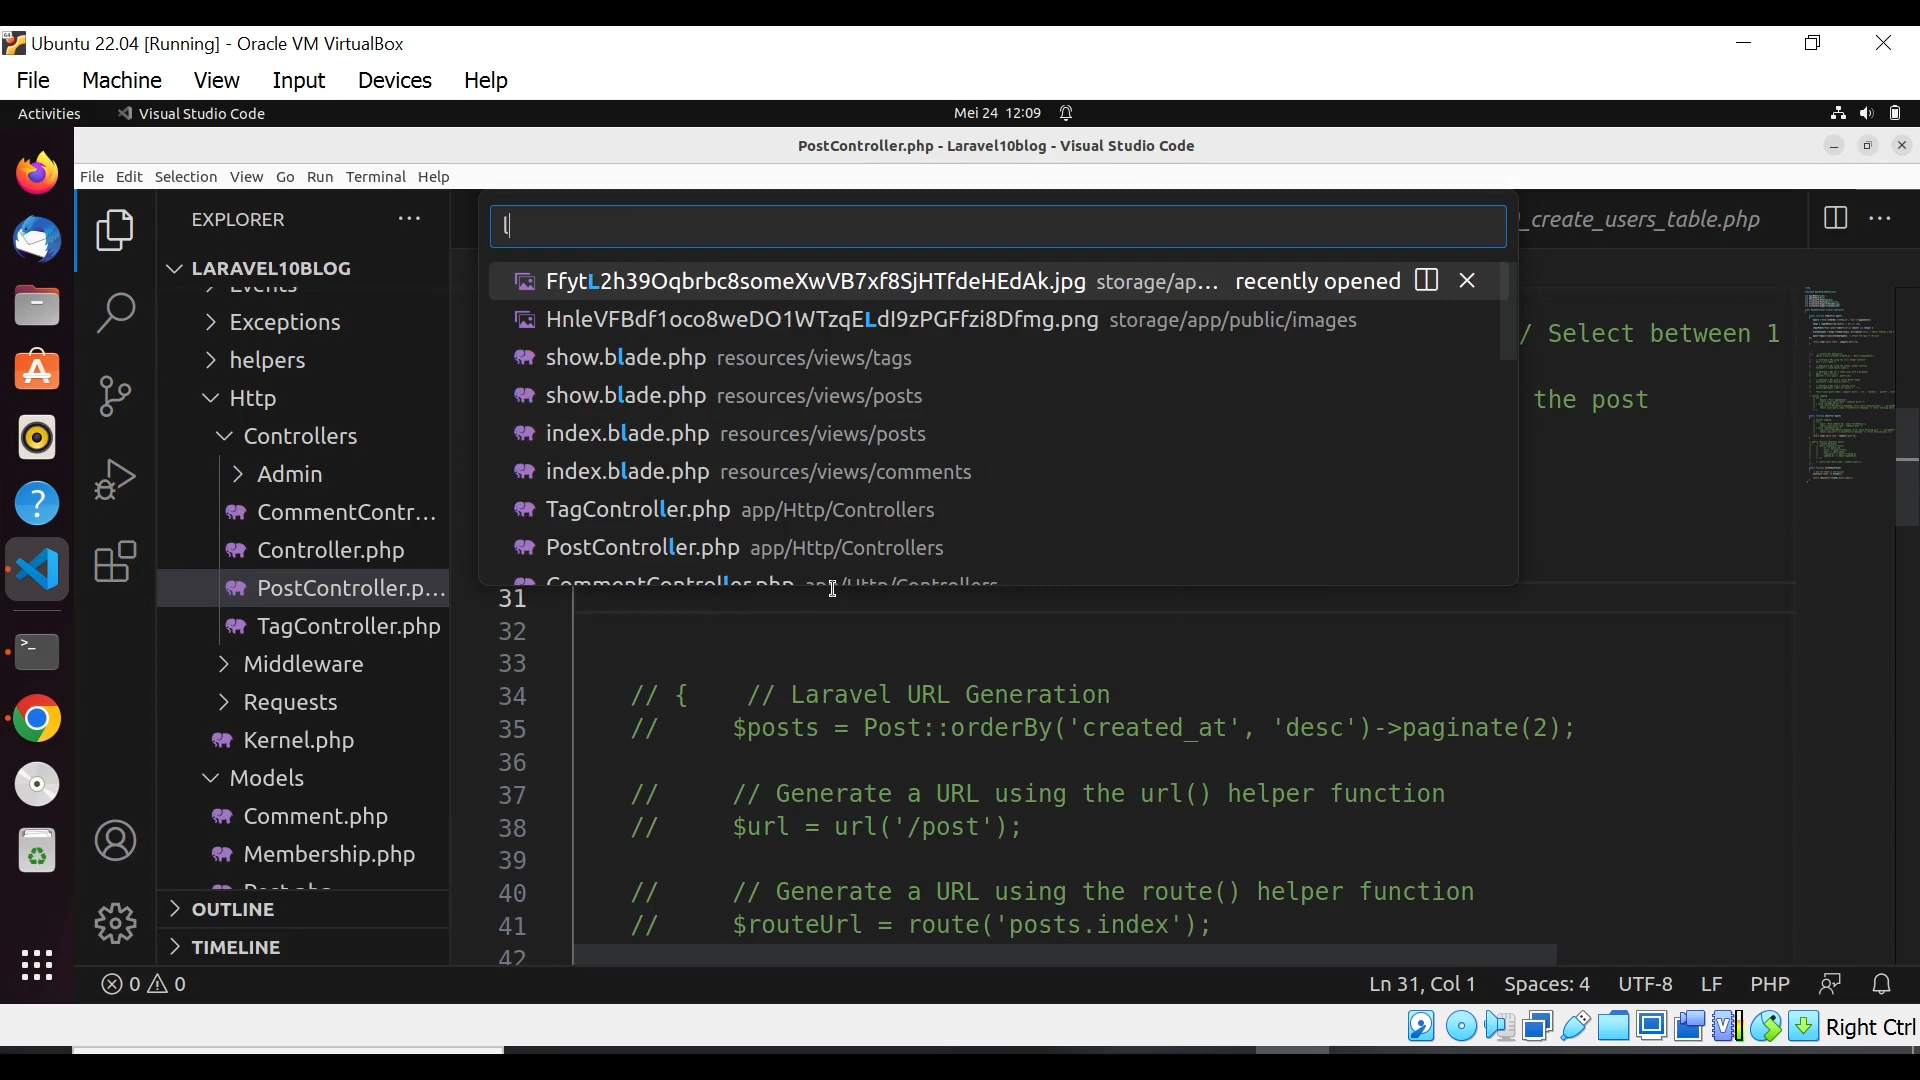 Ubuntu 22.04 [Running] - Oracle VM VirtualBox
File Machine View Input Devices Help
Activities Visual Studio Code Mei 24 12:09
PostController.php - Laravel10blog - Visual Studio Code
File Edit Selection View Go Run Terminal Help
EXPLORER
l
_create_users_table.php
LARAVEL10BLOG
Events
Exceptions
helpers
Http
Controllers
Admin
CommentContr...
Controller.php
PostController.p...
TagController.php
Middleware
Requests
Kernel.php
Models
Comment.php
Membership.php
Post.php
OUTLINE
TIMELINE
FfytL2h39Oqbrbc8someXwVB7xf8SjHTfdeHEdAk.jpg storage/ap... recently opened
HnleVFBdf1oco8weDO1WTzqELdl9zPGFfzi8Dfmg.png storage/app/public/images
show.blade.php resources/views/tags
show.blade.php resources/views/posts
index.blade.php resources/views/posts
index.blade.php resources/views/comments
TagController.php app/Http/Controllers
PostController.php app/Http/Controllers
CommentController.php app/Http/Controllers
/ Select between 1
the post
31
32
33
34 // { // Laravel URL Generation
35 // $posts = Post::orderBy('created_at', 'desc')->paginate(2);
36
37 // // Generate a URL using the url() helper function
38 // $url = url('/post');
39
40 // // Generate a URL using the route() helper function
41 // $routeUrl = route('posts.index');
42
0 0 Ln 31, Col 1 Spaces: 4 UTF-8 LF PHP
Right Ctrl